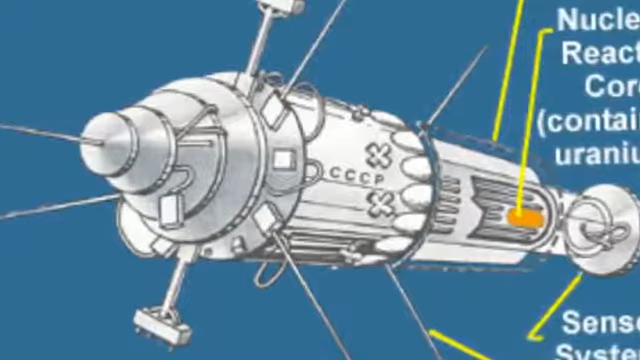 Nucle
React
Cor
(contai
uraniu
CCCP
Sens
Syste